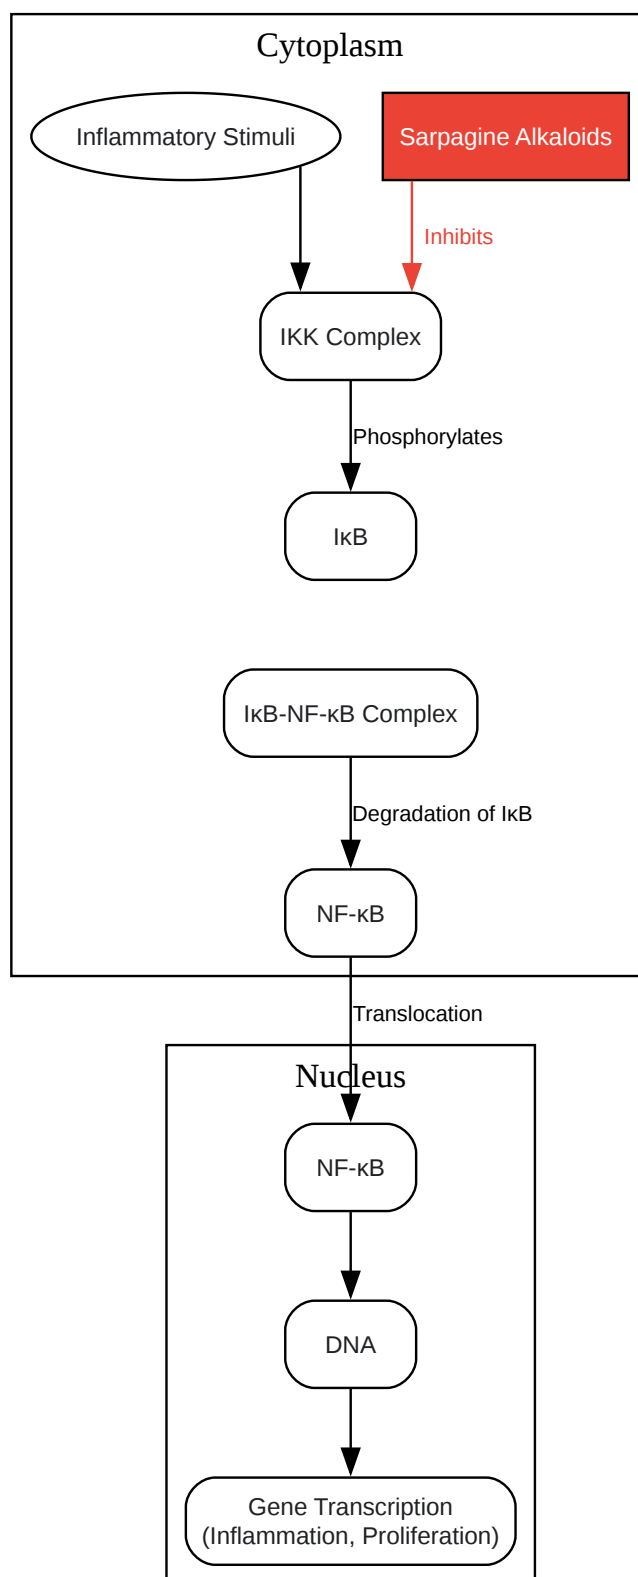 Cytoplasm
Inflammatory Stimuli
Sarpagine Alkaloids
Inhibits
IKK Complex
Phosphorylates
IκB
IκB-NF-κB Complex
Degradation of IκB
NF-κB
Translocation
Nucleus
NF-κB
DNA
Gene Transcription
(Inflammation, Proliferation)